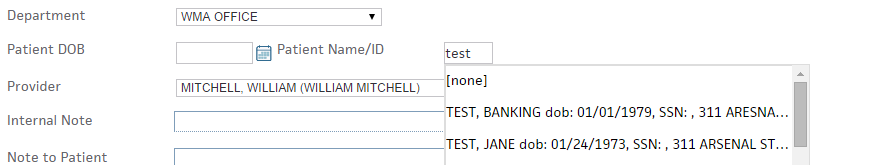 Department WMA OFFICE
Patient DOB Patient Name/ID test
[none]
Provider MITCHELL, WILLIAM (WILLIAM MITCHELL)
TEST, BANKING dob: 01/01/1979, SSN: , 311 ARESNA...
Internal Note
TEST, JANE dob: 01/24/1973, SSN: , 311 ARSENAL ST...
Note to Patient